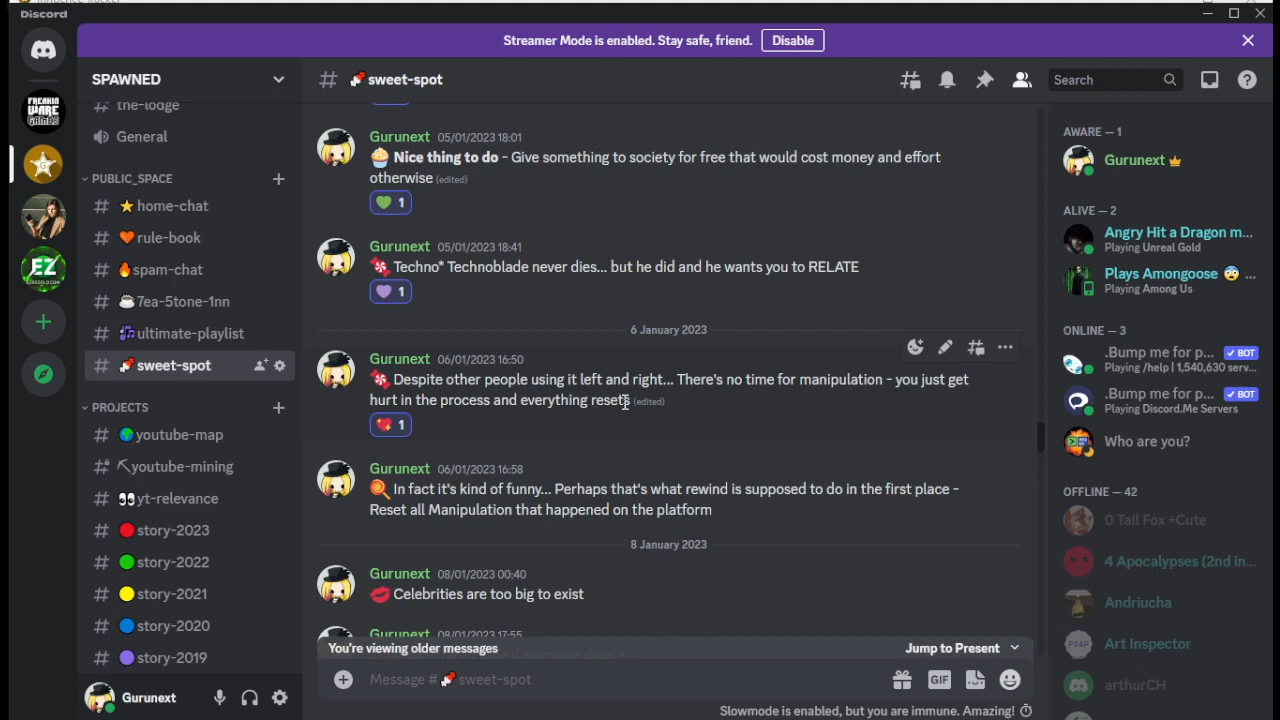 Discord
Streamer Mode is enabled. Stay safe, friend.
Disable
FREAKIN
WARE
GAMES
G
EZ
SPAWNED
the-lodge
General
PUBLIC_SPACE
home-chat
rule-book
spam-chat
7ea-5tone-1nn
ultimate-playlist
sweet-spot
PROJECTS
youtube-map
youtube-mining
yt-relevance
story-2023
story-2022
story-2021
story-2020
story-2019
Gurunext
# sweet-spot
Search
Gurunext 05/01/2023 18:01
Nice thing to do - Give something to society for free that would cost money and effort
otherwise (edited)
1
Gurunext 05/01/2023 18:41
Techno* Technoblade never dies... but he did and he wants you to RELATE
1
6 January 2023
Gurunext 06/01/2023 16:50
Despite other people using it left and right... There's no time for manipulation - you just get
hurt in the process and everything resets (edited)
1
Gurunext 06/01/2023 16:58
In fact it's kind of funny... Perhaps that's what rewind is supposed to do in the first place -
Reset all Manipulation that happened on the platform
8 January 2023
Gurunext 08/01/2023 00:40
Celebrities are too big to exist
Gurunext 08/01/2023 17:55
You're viewing older messages
Jump to Present
Message # sweet-spot
GIF
Slowmode is enabled, but you are immune. Amazing!
AWARE — 1
Gurunext
ALIVE — 2
Angry Hit a Dragon m...
Playing Unreal Gold
Plays Amongoose ...
Playing Among Us
ONLINE — 3
.Bump me for p... BOT
Playing /help | 1,540,630 serv...
.Bump me for p... BOT
Playing Discord.Me Servers
Who are you?
OFFLINE — 42
0 Tall Fox +Cute
4 Apocalypses (2nd in...
Andriucha
Art Inspector
arthurCH